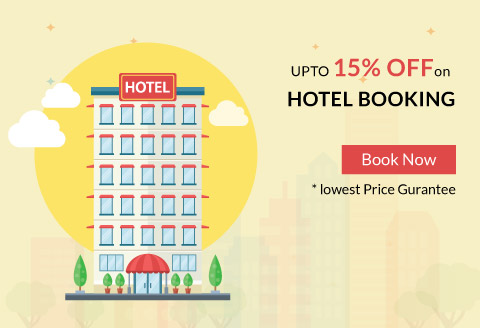 HOTEL
UPTO 15% OFF on
HOTEL BOOKING
Book Now
* lowest Price Gurantee